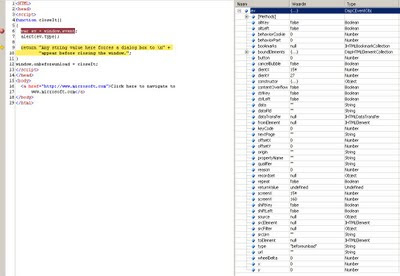 <HTML>
<head>
<script>
function closeIt()
{
var ev = window.event;
alert(ev.type);
return "Any string value here forces a dialog box to \n" +
"appear before closing the window.";
}
window.onbeforeunload = closeIt;
</script>
</head>
<body>
<a href="http://www.microsoft.com">Click here to navigate to
www.microsoft.com</a>
</body>
</html>
Type
ev {...} DispCEventObj
[Methods]
altKey false Boolean
altLeft false Boolean
behaviorCookie 0 Number
behaviorPart 0 Number
bookmarks null IHTMLBookmarkCollection
boundElements {...} DispIHTMLElementCollection
button 0 Number
cancelBubble false Boolean
clientX Number
clientY Number
constructor {...} Object
contentOverflow false Boolean
ctrlKey false Boolean
ctrlLeft false Boolean
data "" String
dataFld "" String
dataTransfer null IHTMLDataTransfer
fromElement null IHTMLElement
keyCode 0 Number
nextPage "" String
offsetX 0 Number
offsetY 0 Number
origin "" String
propertyName "" String
qualifier "" String
reason 0 Number
recordset null Object
repeat false Boolean
returnValue undefined Undefined
screenX Number
screenY 160 Number
shiftKey false Boolean
shiftLeft false Boolean
source null Object
srcElement null IHTMLElement
srcFilter null Object
srcUrn "" String
toElement null IHTMLElement
type "beforeunload" String
url "" String
wheelDelta 0 Number
x 0 Number
y 0 Number